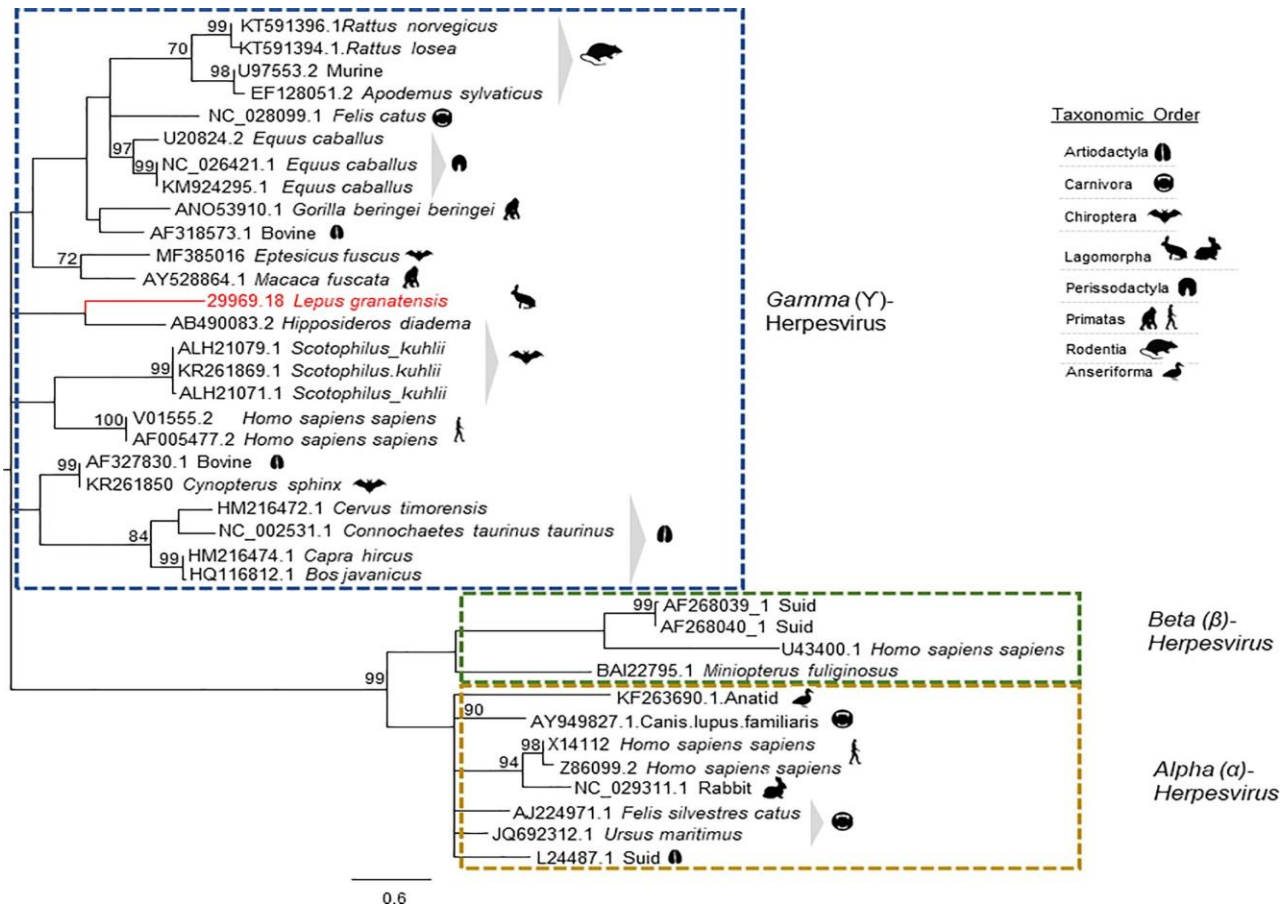 99 KT591396.1Rattus norvegicus
70 KT591394.1.Rattus losea
98 U97553.2 Murine
EF128051.2 Apodemus sylvaticus
NC_028099.1 Felis catus
U20824.2 Equus caballus
97
99 NC_026421.1 Equus caballus
KM924295.1 Equus caballus
ANO53910.1 Gorilla beringei beringei
AF318573.1 Bovine
MF385016 Eptesicus fuscus
72
AY528864.1 Macaca fuscata
29969.18 Lepus granatensis
AB490083.2 Hipposideros diadema
ALH21079.1 Scotophilus_kuhlii
99 KR261869.1 Scotophilus.kuhlii
ALH21071.1 Scotophilus_kuhlii
100 V01555.2 Homo sapiens sapiens
AF005477.2 Homo sapiens sapiens
99 AF327830.1 Bovine
KR261850 Cynopterus sphinx
HM216472.1 Cervus timorensis
NC_002531.1 Connochaetes taurinus taurinus
84
99 HM216474.1 Capra hircus
HQ116812.1 Bos javanicus
Gamma (Y)-
Herpesvirus
Taxonomic Order
Artiodactyla
Carnivora
Chiroptera
Lagomorpha
Perissodactyla
Primatas
Rodentia
Anseriforma
99 AF268039_1 Suid
AF268040_1 Suid
U43400.1 Homo sapiens sapiens
BAI22795.1 Miniopterus fuliginosus
99
Beta (β)-
Herpesvirus
KF263690.1.Anatid
90
AY949827.1.Canis.lupus.familiaris
98 X14112 Homo sapiens sapiens
94 Z86099.2 Homo sapiens sapiens
NC_029311.1 Rabbit
AJ224971.1 Felis silvestres catus
JQ692312.1 Ursus maritimus
L24487.1 Suid
Alpha (α)-
Herpesvirus
0.6